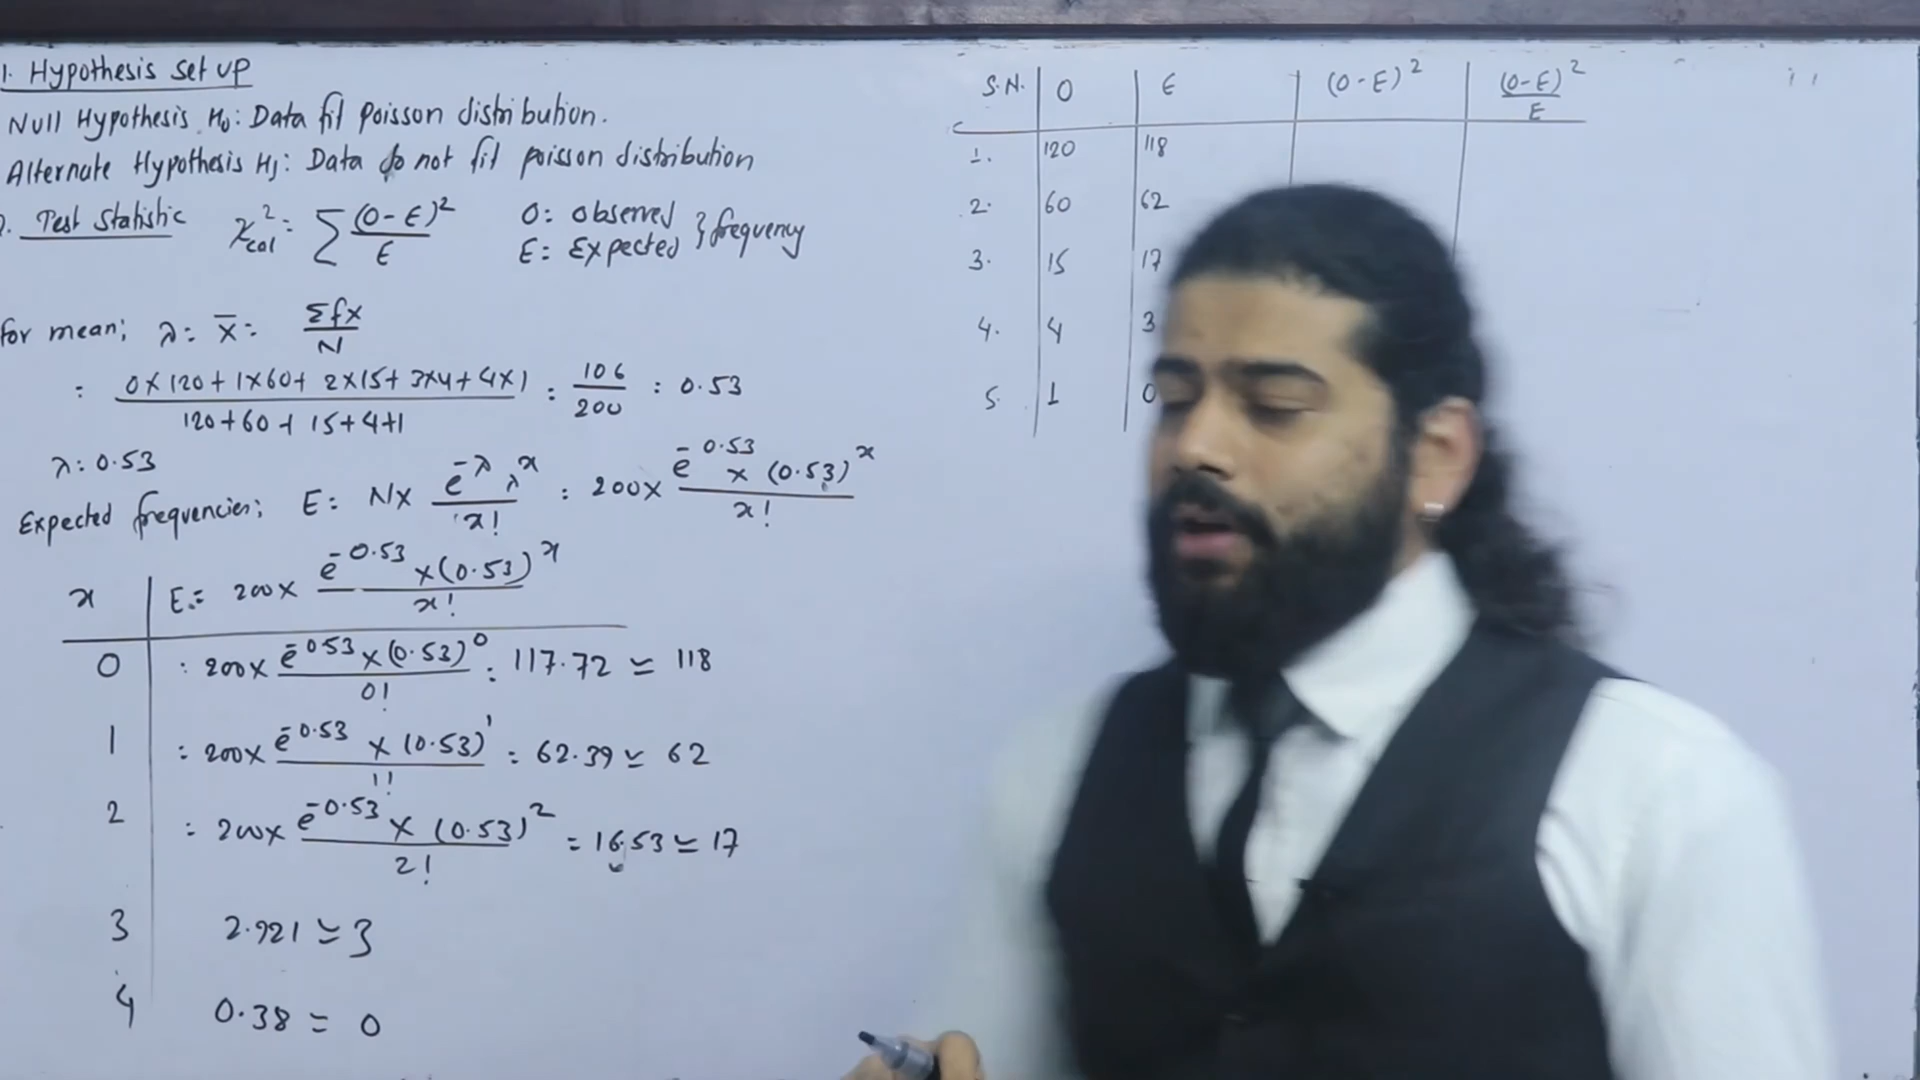 1. Hypothesis set up
Null Hypothesis H₀: Data fit poisson distribution.
Alternate Hypothesis H₁: Data do not fit poisson distribution
2. Test Statistic χ²cal = Σ (O-E)²/E O: observed
E: Expected } frequency
For mean; λ = x̄ = Σfx/N
= (0×120+1×60+2×15+3×4+4×1)/(120+60+15+4+1) = 106/200 = 0.53
λ = 0.53
Expected frequencies; E = N× e^-λ λ^x / x! = 200× e^-0.53 × (0.53)^x / x!
x E = 200× e^-0.53 ×(0.53)^x / x!
0 = 200× e^-0.53 ×(0.53)^0 / 0! = 117.72 ≃ 118
1 = 200× e^-0.53 × (0.53)^1 / 1! = 62.39 ≃ 62
2 = 200× e^-0.53 × (0.53)^2 / 2! = 16.53 ≃ 17
3 2.921 ≃ 3
4 0.38 = 0
S.N. O E (O-E)² (O-E)²/E
1. 120 118
2. 60 62
3. 15 17
4. 4 3
5. 1 0